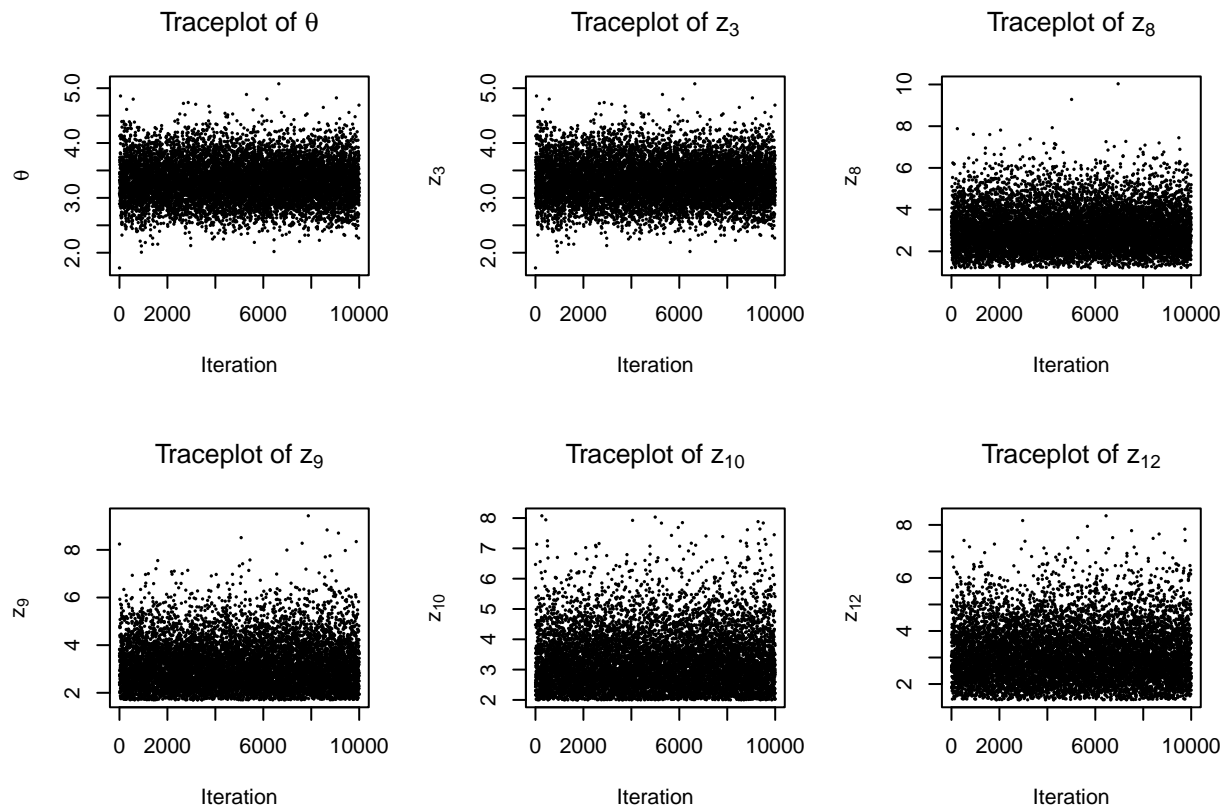 Traceplot of θ
Traceplot of z₃
Traceplot of z₈
θ
2.0 3.0 4.0 5.0
0 2000 6000 10000
Iteration
z₃
2.0 3.0 4.0 5.0
0 2000 6000 10000
Iteration
z₈
2 4 6 8 10
0 2000 6000 10000
Iteration
Traceplot of z₉
Traceplot of z₁₀
Traceplot of z₁₂
z₉
2 4 6 8
0 2000 6000 10000
Iteration
z₁₀
2 3 4 5 6 7 8
0 2000 6000 10000
Iteration
z₁₂
2 4 6 8
0 2000 6000 10000
Iteration